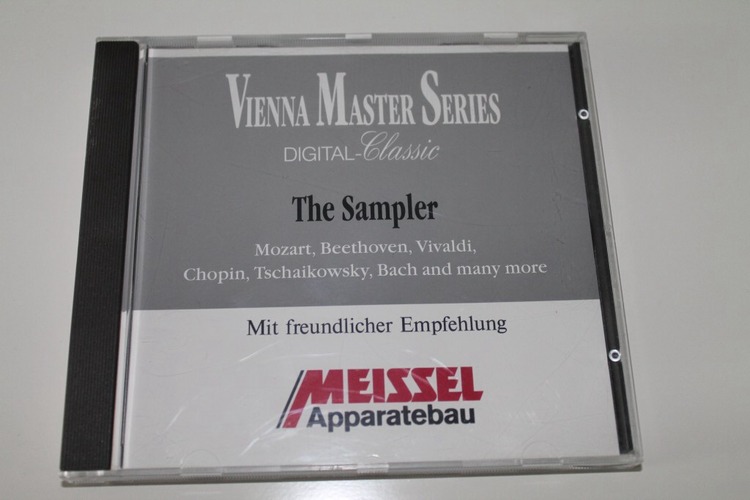 VIENNA MASTER SERIES
DIGITAL-Classic
The Sampler
Mozart, Beethoven, Vivaldi,
Chopin, Tschaikowsky, Bach and many more
Mit freundlicher Empfehlung
MEISSEL
Apparatebau